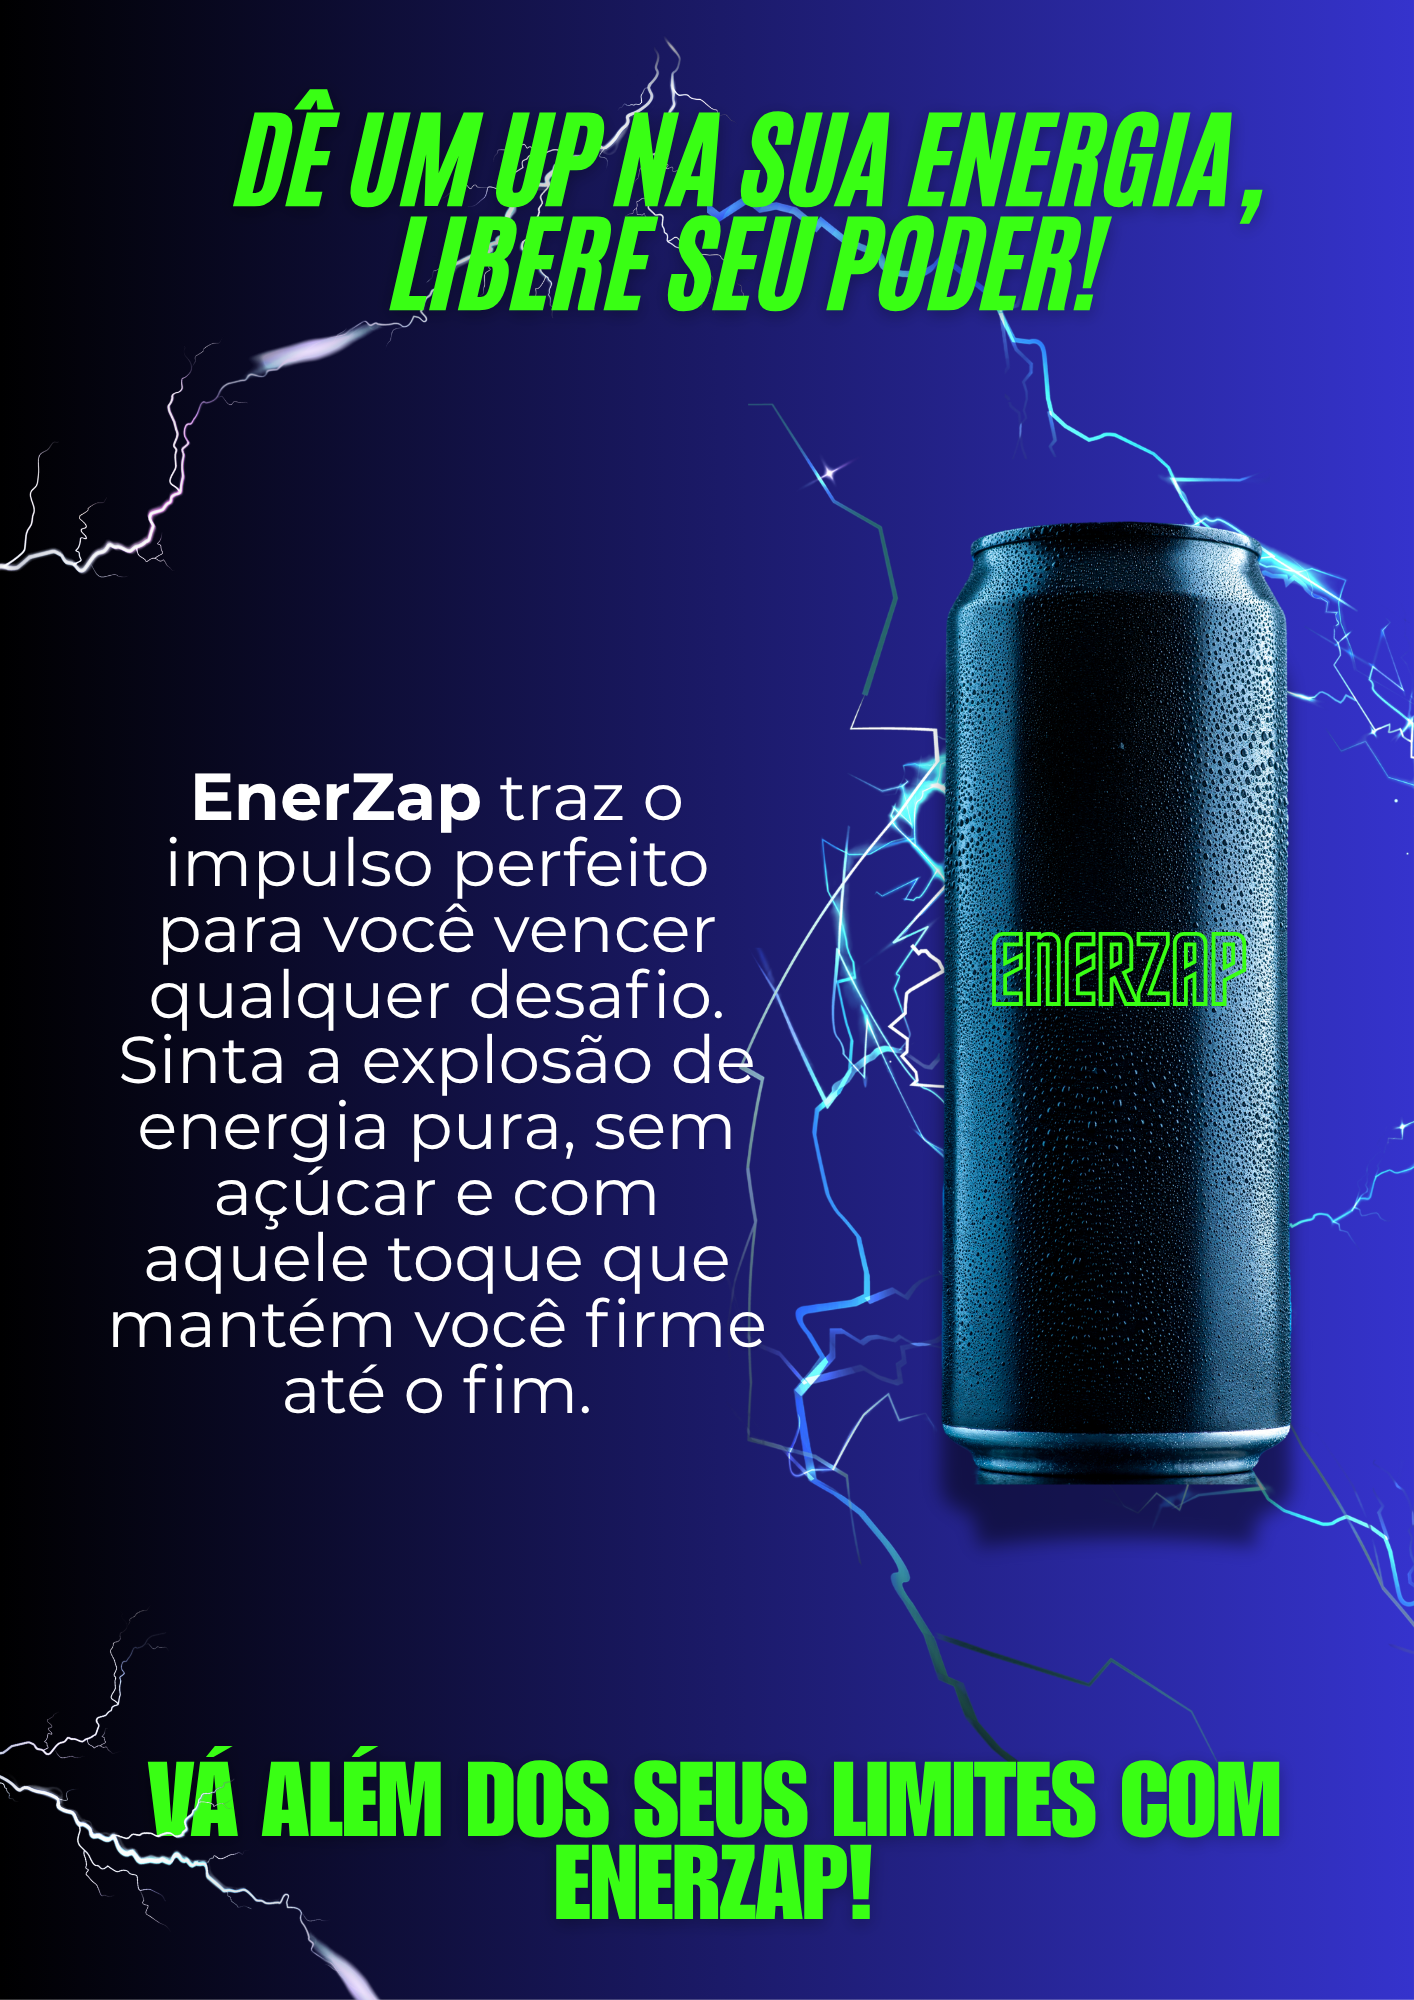 DÊ UM UP NA SUA ENERGIA,
LIBERE SEU PODER!
EnerZap traz o
impulso perfeito
para você vencer
qualquer desafio.
Sinta a explosão de
energia pura, sem
açúcar e com
aquele toque que
mantém você firme
até o fim.
ENERZAP
VÁ ALÉM DOS SEUS LIMITES COM
ENERZAP!